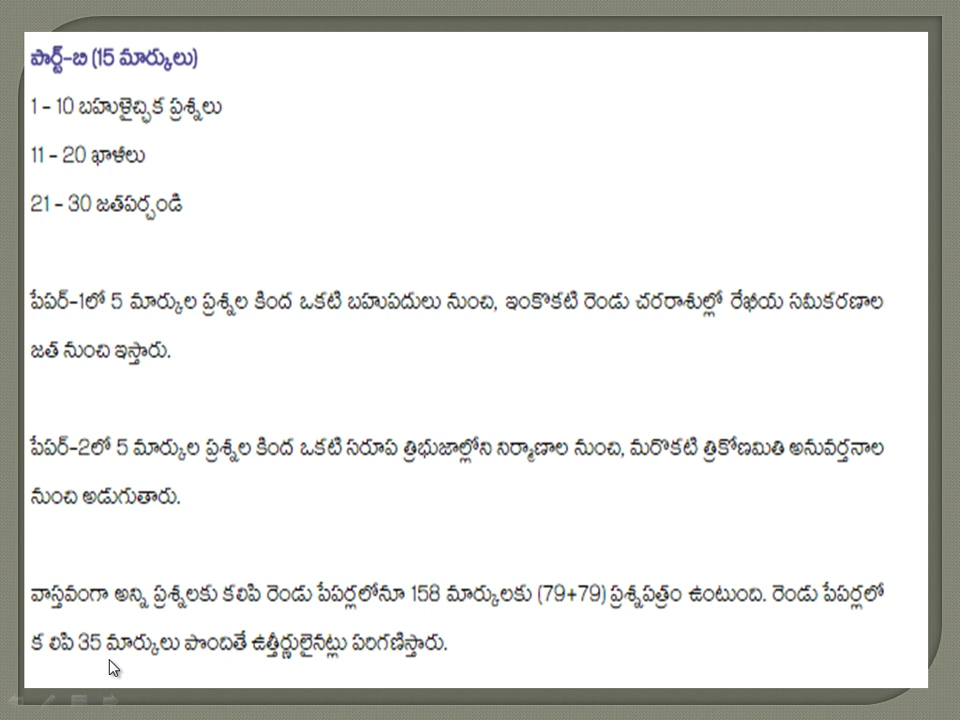 పార్ట్-బి (15 మార్కులు)
1 - 10 బహుళైచ్ఛిక ప్రశ్నలు
11 - 20 ఖాళీలు
21 - 30 జతపర్చండి
పేపర్-1లో 5 మార్కుల ప్రశ్నల కింద ఒకటి బహుపదులు నుంచి, ఇంకొకటి రెండు చరరాశుల్లో రేఖీయ సమీకరణాల
జత నుంచి ఇస్తారు.
పేపర్-2లో 5 మార్కుల ప్రశ్నల కింద ఒకటి సరూప త్రిభుజాల్లోని నిర్మాణాల నుంచి, మరొకటి త్రికోణమితి అనువర్తనాల
నుంచి అడుగుతారు.
వాస్తవంగా అన్ని ప్రశ్నలకు కలిపి రెండు పేపర్లలోనూ 158 మార్కులకు (79+79) ప్రశ్నపత్రం ఉంటుంది. రెండు పేపర్లలో
క లిపి 35 మార్కులు పొందితే ఉత్తీర్ణులైనట్లు పరిగణిస్తారు.